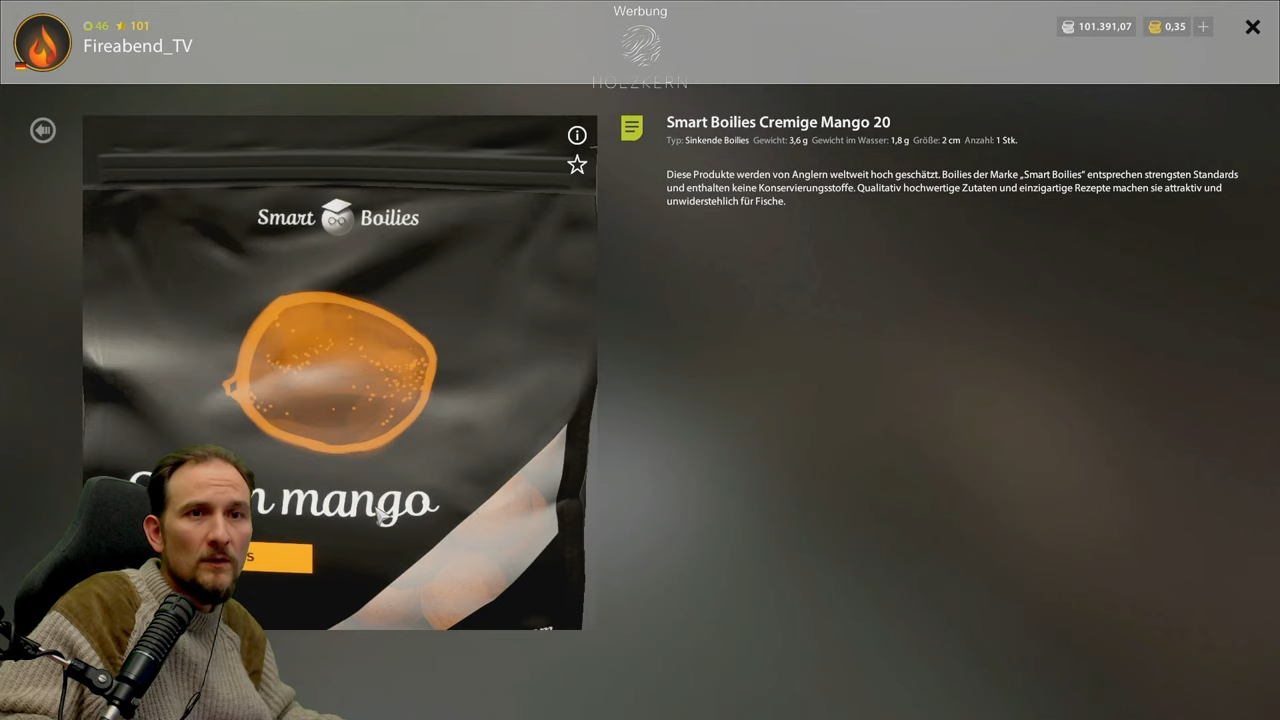 Werbung
HOLZKERN
46 101
Fireabend_TV
101.391,07
0,35
Smart Boilies Cremige Mango 20
Typ: Sinkende Boilies Gewicht: 3,6 g Gewicht im Wasser: 1,8 g Größe: 2 cm Anzahl: 1 Stk.
Diese Produkte werden von Anglern weltweit hoch geschätzt. Boilies der Marke „Smart Boilies“ entsprechen strengsten Standards
und enthalten keine Konservierungsstoffe. Qualitativ hochwertige Zutaten und einzigartige Rezepte machen sie attraktiv und
unwiderstehlich für Fische.
Smart Boilies
mango